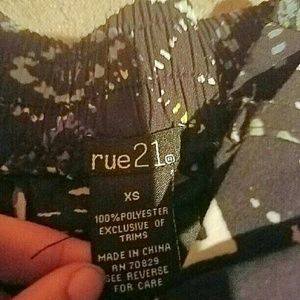 rue21®
XS
100%POLYESTER
EXCLUSIVE OF
TRIMS
MADE IN CHINA
RN 70829
SEE REVERSE
FOR CARE